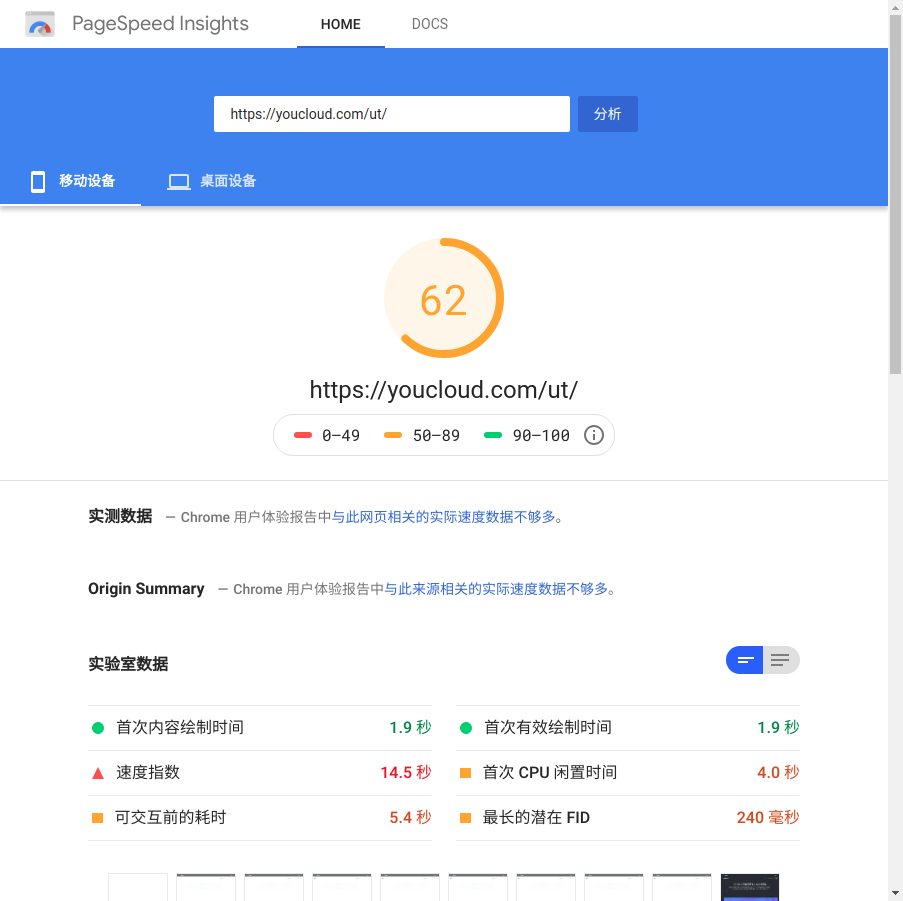 PageSpeed Insights
HOME DOCS
https://youcloud.com/ut/ 分析
移动设备 桌面设备
62
https://youcloud.com/ut/
0–49 50–89 90–100
实测数据 — Chrome 用户体验报告中与此网页相关的实际速度数据不够多。
Origin Summary — Chrome 用户体验报告中与此来源相关的实际速度数据不够多。
实验室数据
首次内容绘制时间 1.9 秒 首次有效绘制时间 1.9 秒
速度指数 14.5 秒 首次 CPU 闲置时间 4.0 秒
可交互前的耗时 5.4 秒 最长的潜在 FID 240 毫秒